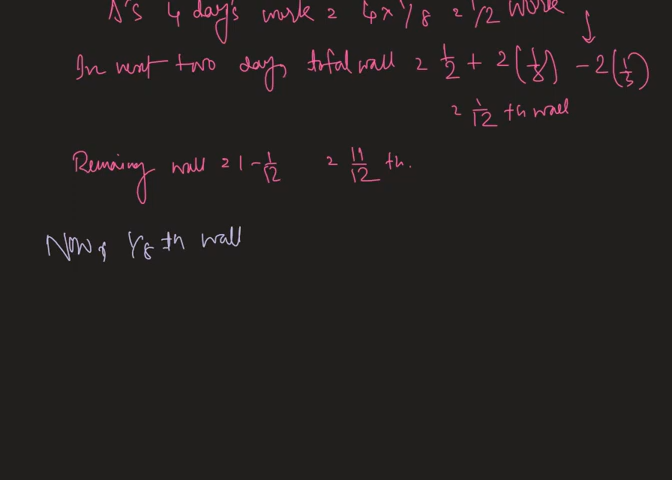 A's 4 day's work = 4×1/8 = 1/2 work
In next two day, total wall = 1/2 + 2(1/8) - 2(1/3)
= 1/12 th wall
Remaining wall = 1 - 1/12 = 11/12 th.
Now, 1/8 th wall